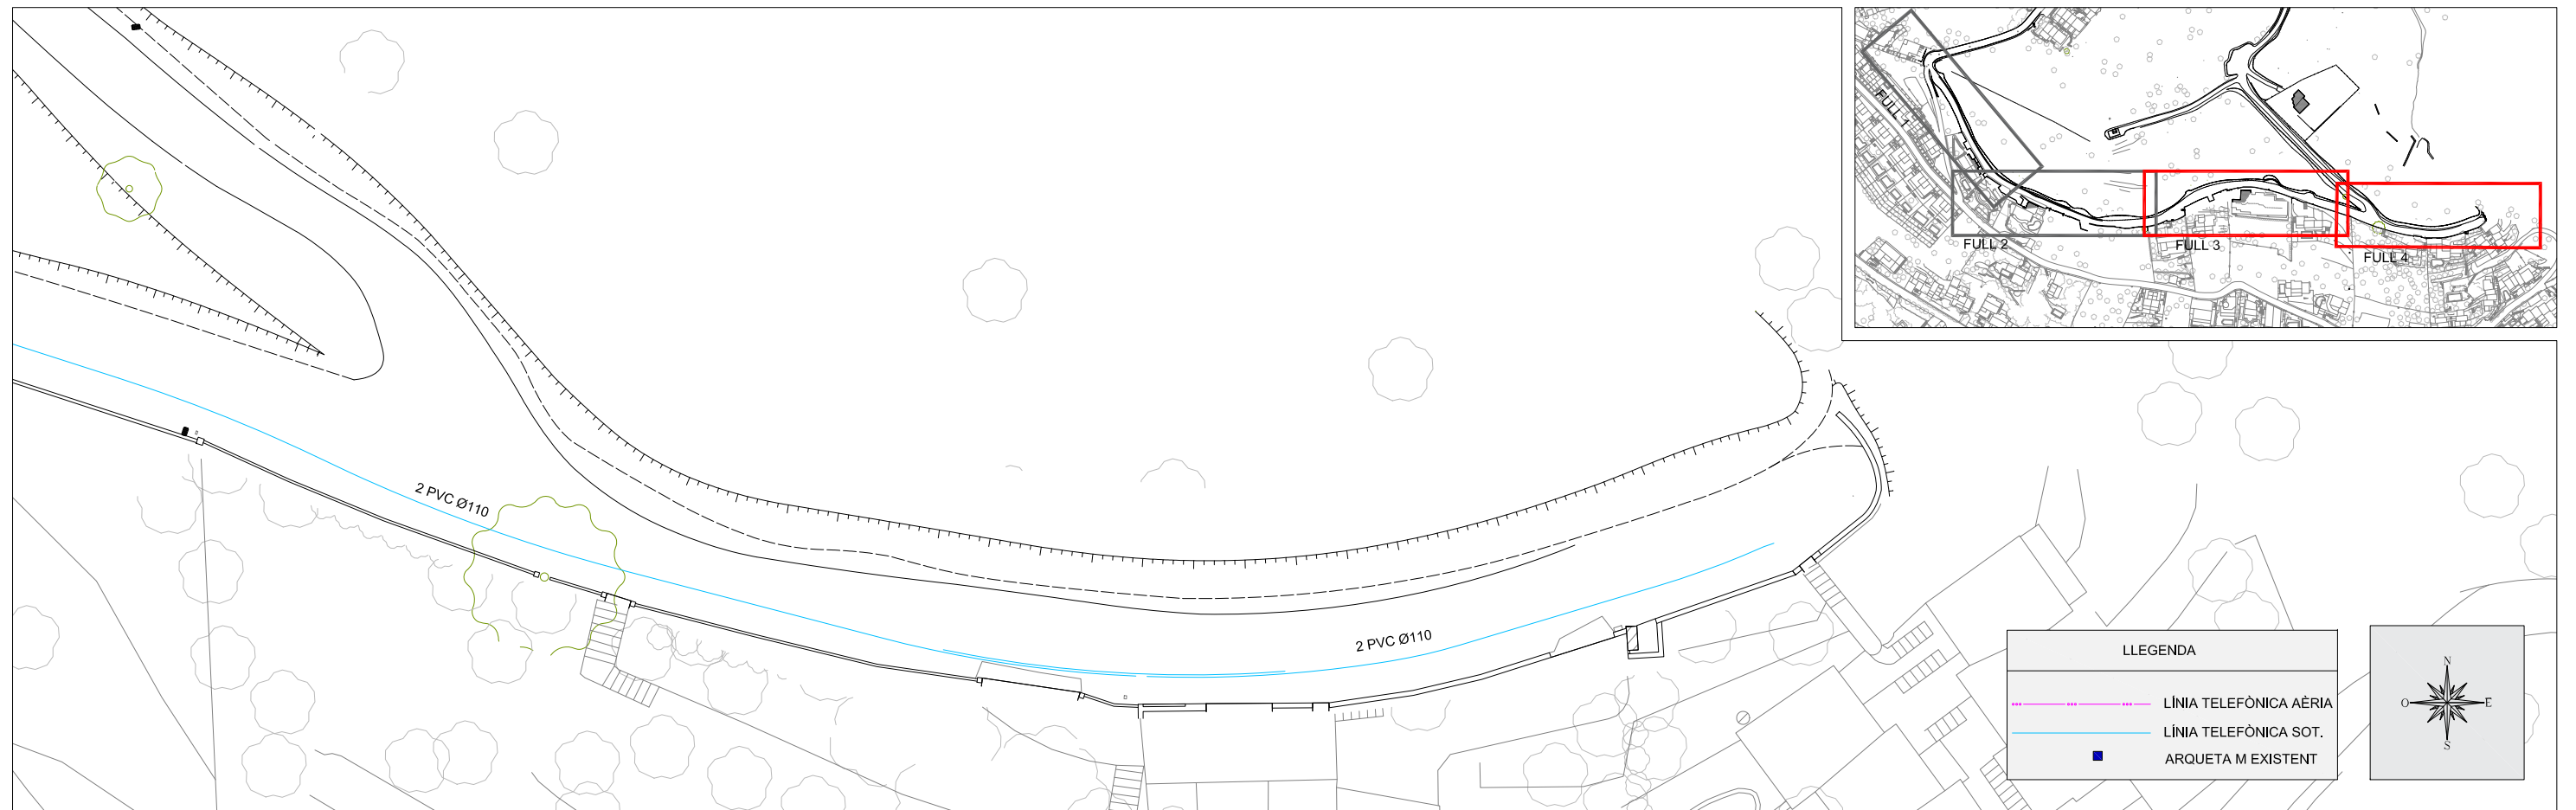 FULL 1
FULL 2
FULL 3
FULL 4
2 PVC Ø110
2 PVC Ø110
LLEGENDA
LÍNIA TELEFÒNICA AÈRIA
LÍNIA TELEFÒNICA SOT.
ARQUETA M EXISTENT
N
O E
S